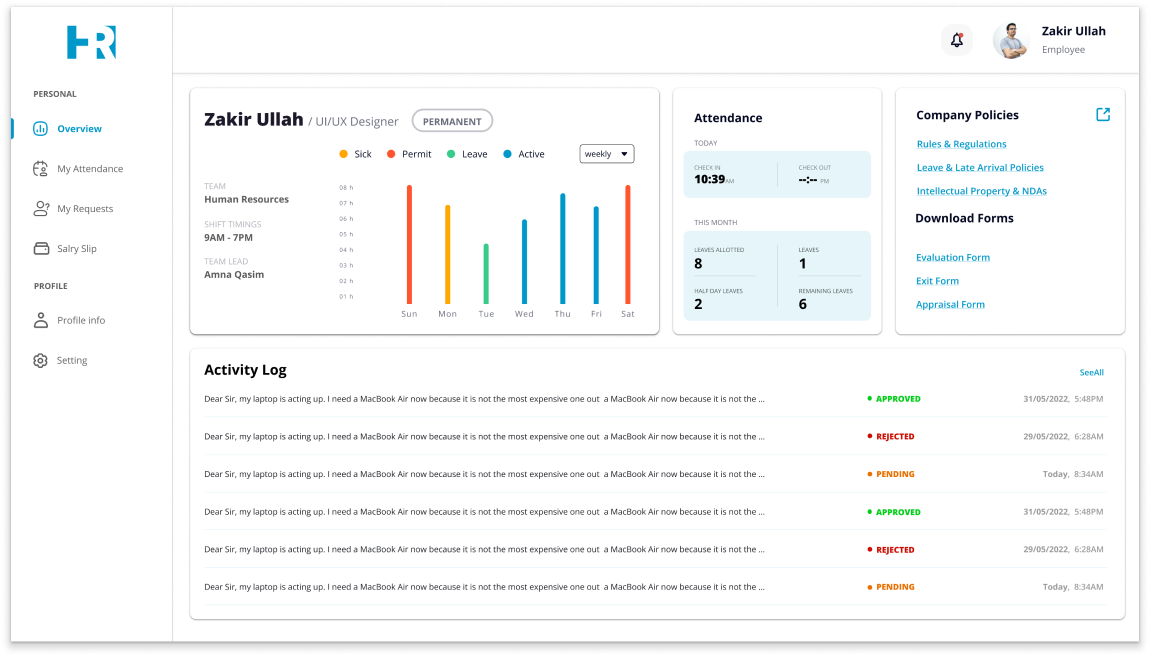 HR
Zakir Ullah
Employee
PERSONAL
Overview
My Attendance
My Requests
Salry Slip
PROFILE
Profile info
Setting
Zakir Ullah / UI/UX Designer PERMANENT
Sick Permit Leave Active weekly
TEAM
Human Resources
SHIFT TIMINGS
9AM - 7PM
TEAM LEAD
Amna Qasim
08 h
07 h
06 h
05 h
04 h
03 h
02 h
01 h
Sun Mon Tue Wed Thu Fri Sat
Attendance
TODAY
CHECK IN
10:39 AM
CHECK OUT
--:-- PM
THIS MONTH
LEAVES ALLOTTED
8
LEAVES
1
HALF DAY LEAVES
2
REMAINING LEAVES
6
Company Policies
Rules & Regulations
Leave & Late Arrival Policies
Intellectual Property & NDAs
Download Forms
Evaluation Form
Exit Form
Appraisal Form
Activity Log SeeAll
Dear Sir, my laptop is acting up. I need a MacBook Air now because it is not the most expensive one out a MacBook Air now because it is not the ... APPROVED 31/05/2022, 5:48PM
Dear Sir, my laptop is acting up. I need a MacBook Air now because it is not the most expensive one out a MacBook Air now because it is not the ... REJECTED 29/05/2022, 6:28AM
Dear Sir, my laptop is acting up. I need a MacBook Air now because it is not the most expensive one out a MacBook Air now because it is not the ... PENDING Today, 8:34AM
Dear Sir, my laptop is acting up. I need a MacBook Air now because it is not the most expensive one out a MacBook Air now because it is not the ... APPROVED 31/05/2022, 5:48PM
Dear Sir, my laptop is acting up. I need a MacBook Air now because it is not the most expensive one out a MacBook Air now because it is not the ... REJECTED 29/05/2022, 6:28AM
Dear Sir, my laptop is acting up. I need a MacBook Air now because it is not the most expensive one out a MacBook Air now because it is not the ... PENDING Today, 8:34AM